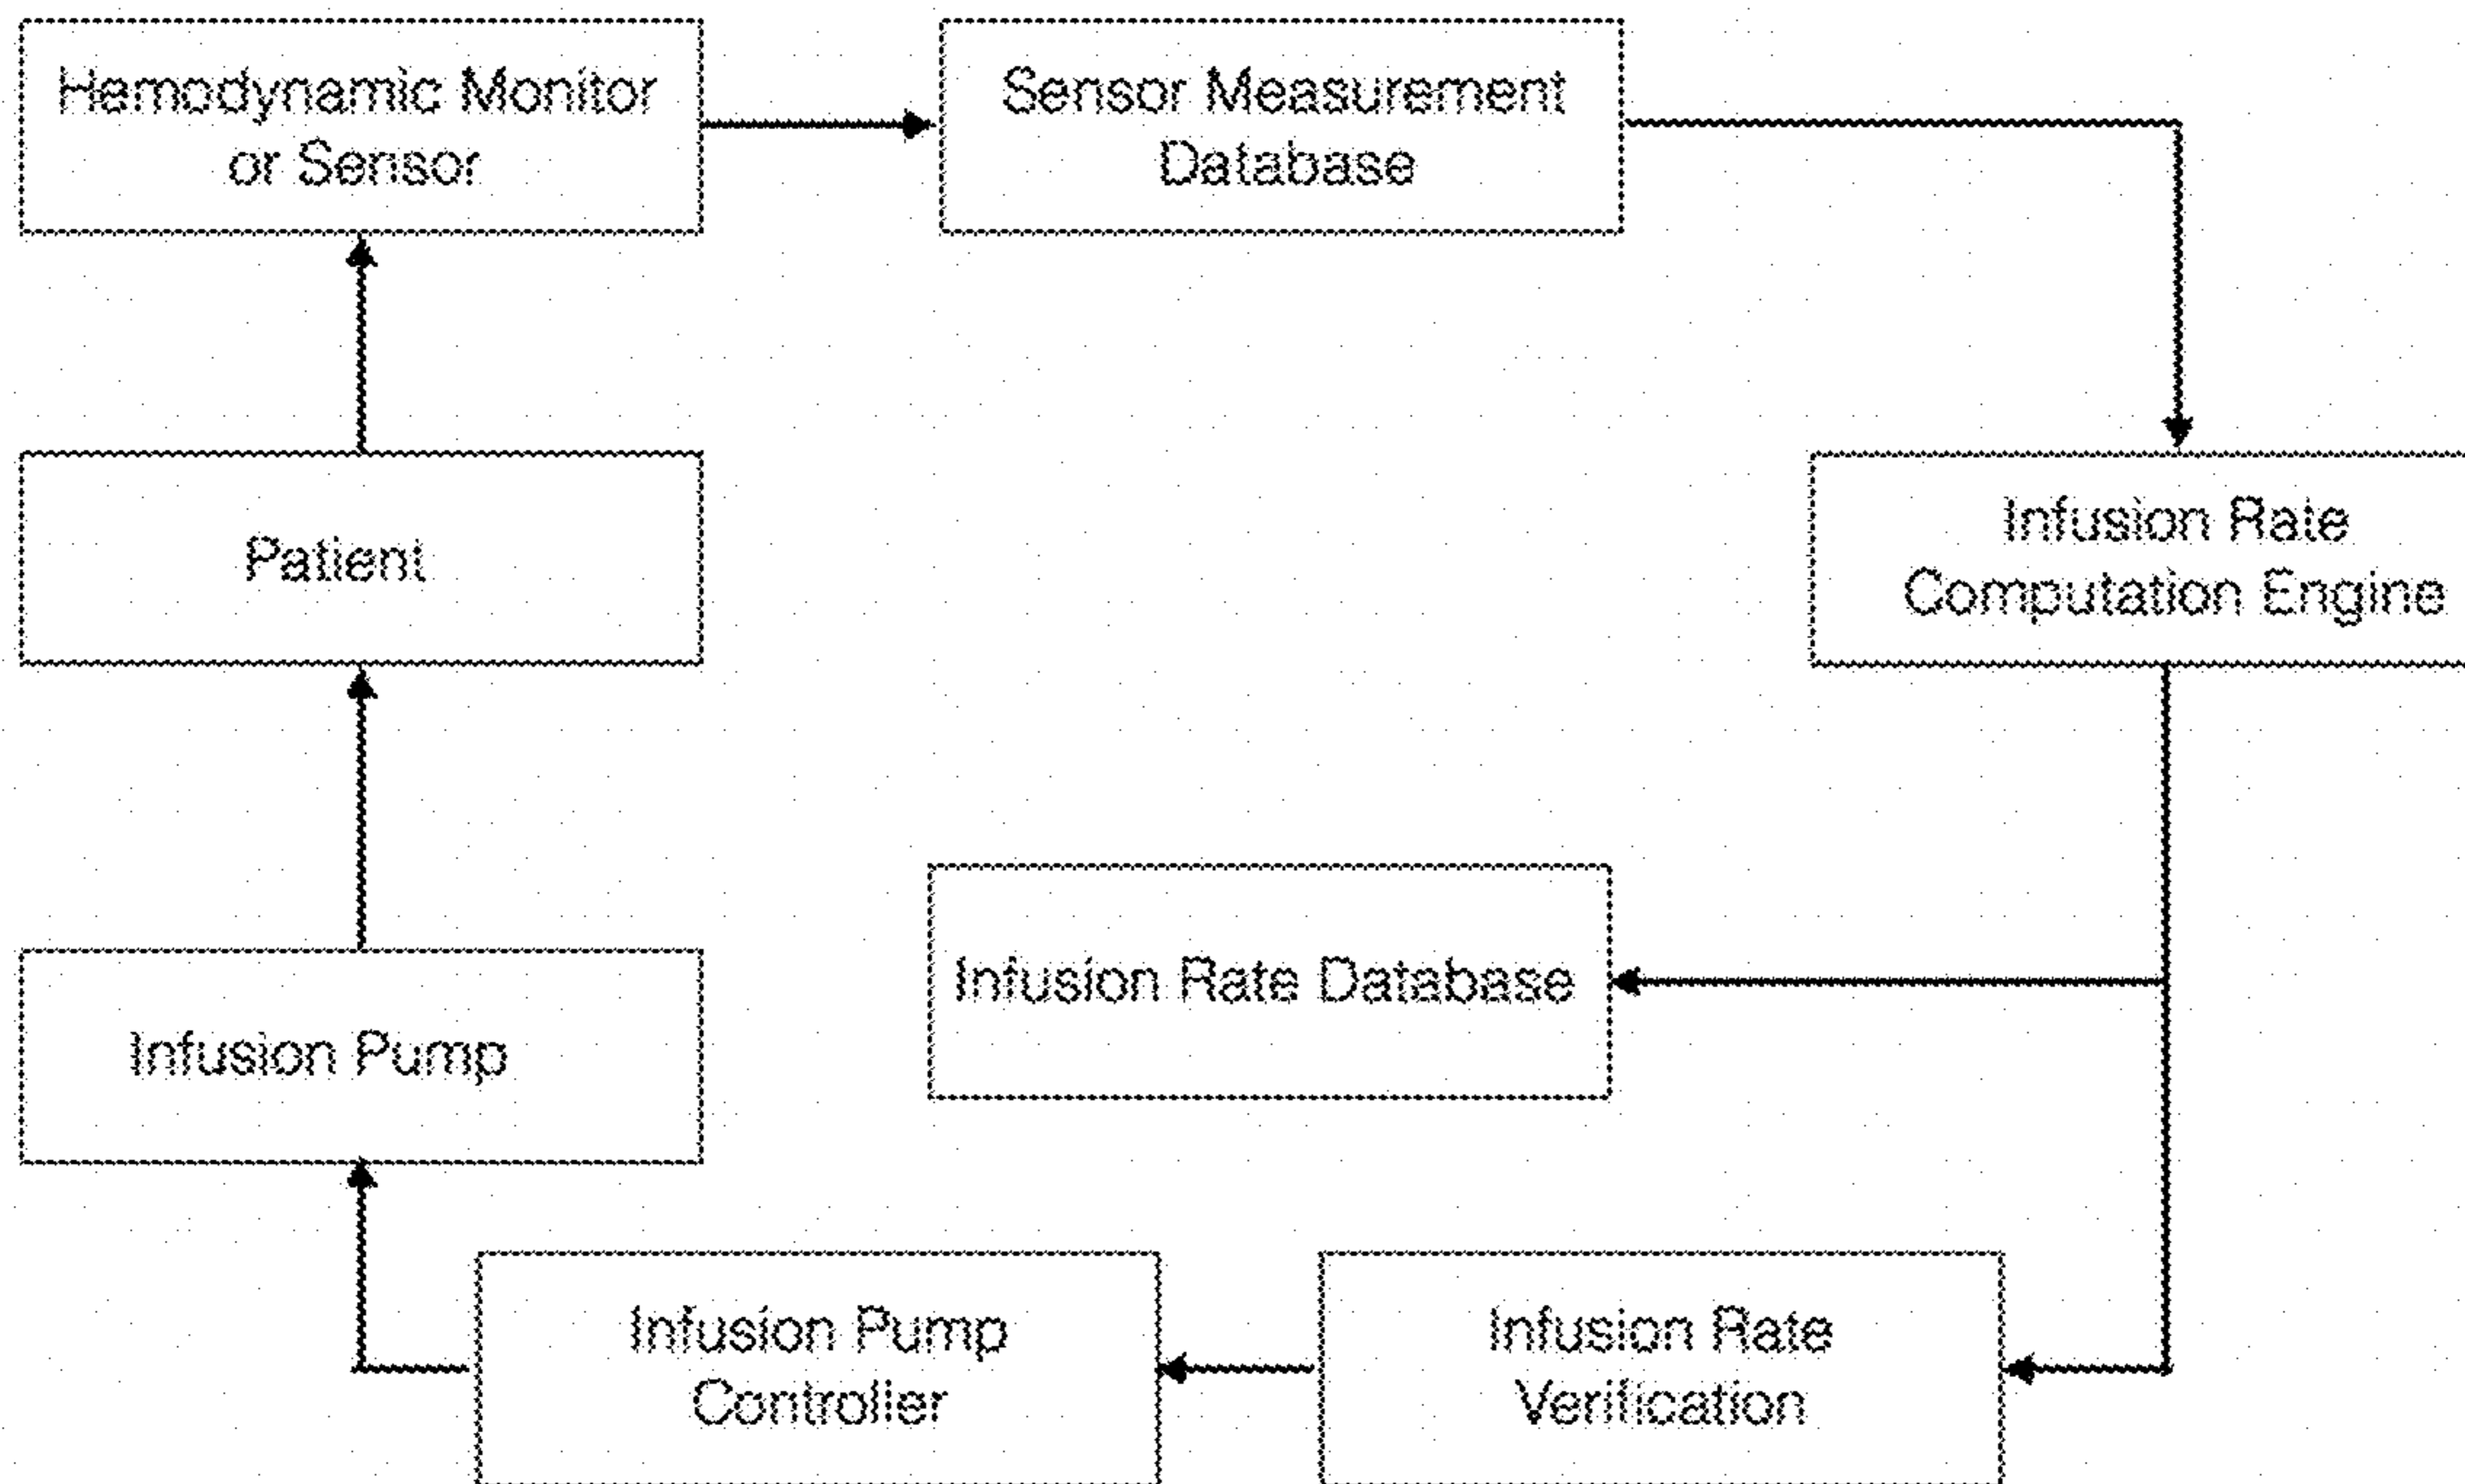 Hemodynamic Monitor
or Sensor
Sensor Measurement
Database
Patient
Infusion Rate
Computation Engine
Infusion Rate Database
Infusion Pump
Infusion Pump
Controller
Infusion Rate
Verification